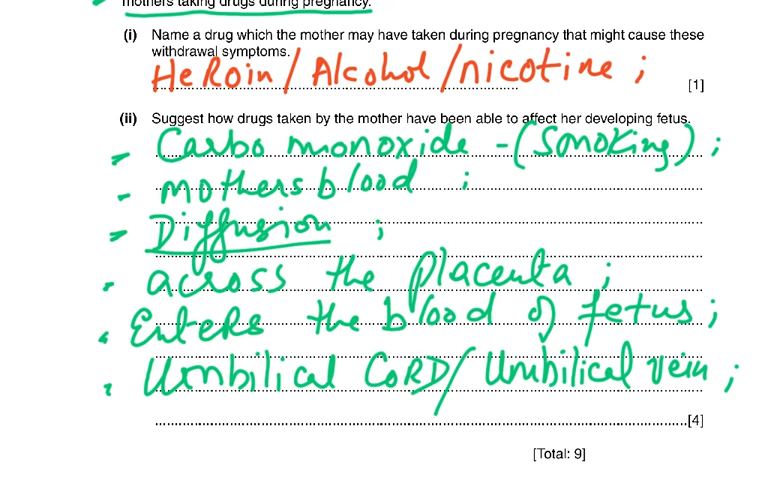 mothers taking drugs during pregnancy.
(i) Name a drug which the mother may have taken during pregnancy that might cause these
withdrawal symptoms.
HeRoin / Alcohol / nicotine ;
[1]
(ii) Suggest how drugs taken by the mother have been able to affect her developing fetus.
- Carbo monoxide - (Smoking) ;
- mothers blood ;
- Diffusion ;
- across the placenta ;
- Enters the blood of fetus ;
- Umbilical CoRD / Umbilical vein ;
[4]
[Total: 9]